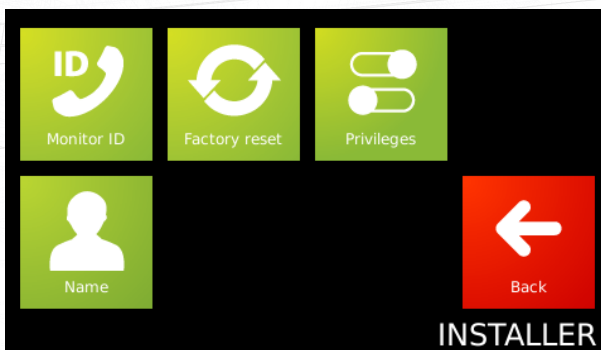 ID
Monitor ID
Factory reset
Privileges
Name
Back
INSTALLER